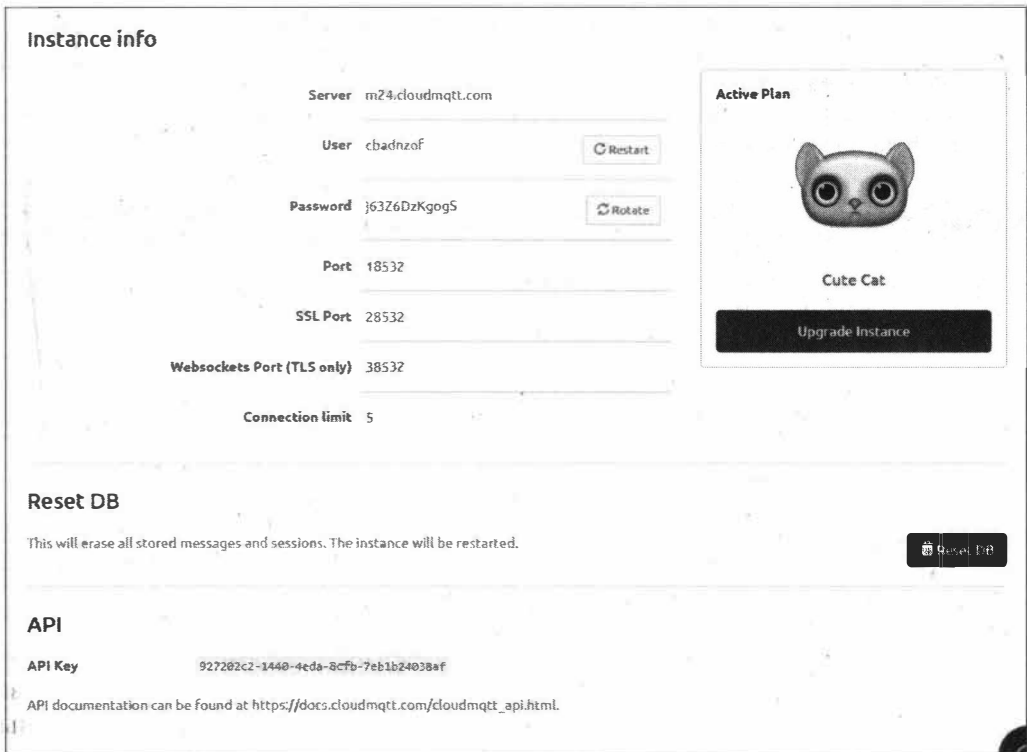 Instance info
Server m24.cloudmqtt.com
User cbadnzof
Restart
Password j63Z6DzKgogS
Rotate
Port 18532
SSL Port 28532
Websockets Port (TLS only) 38532
Connection limit 5
Active Plan
Cute Cat
Upgrade Instance
Reset DB
This will erase all stored messages and sessions. The instance will be restarted.
Reset DB
API
API Key 927202c2-1440-4eda-8cfb-7eb1b24038af
API documentation can be found at https://docs.cloudmqtt.com/cloudmqtt_api.html.